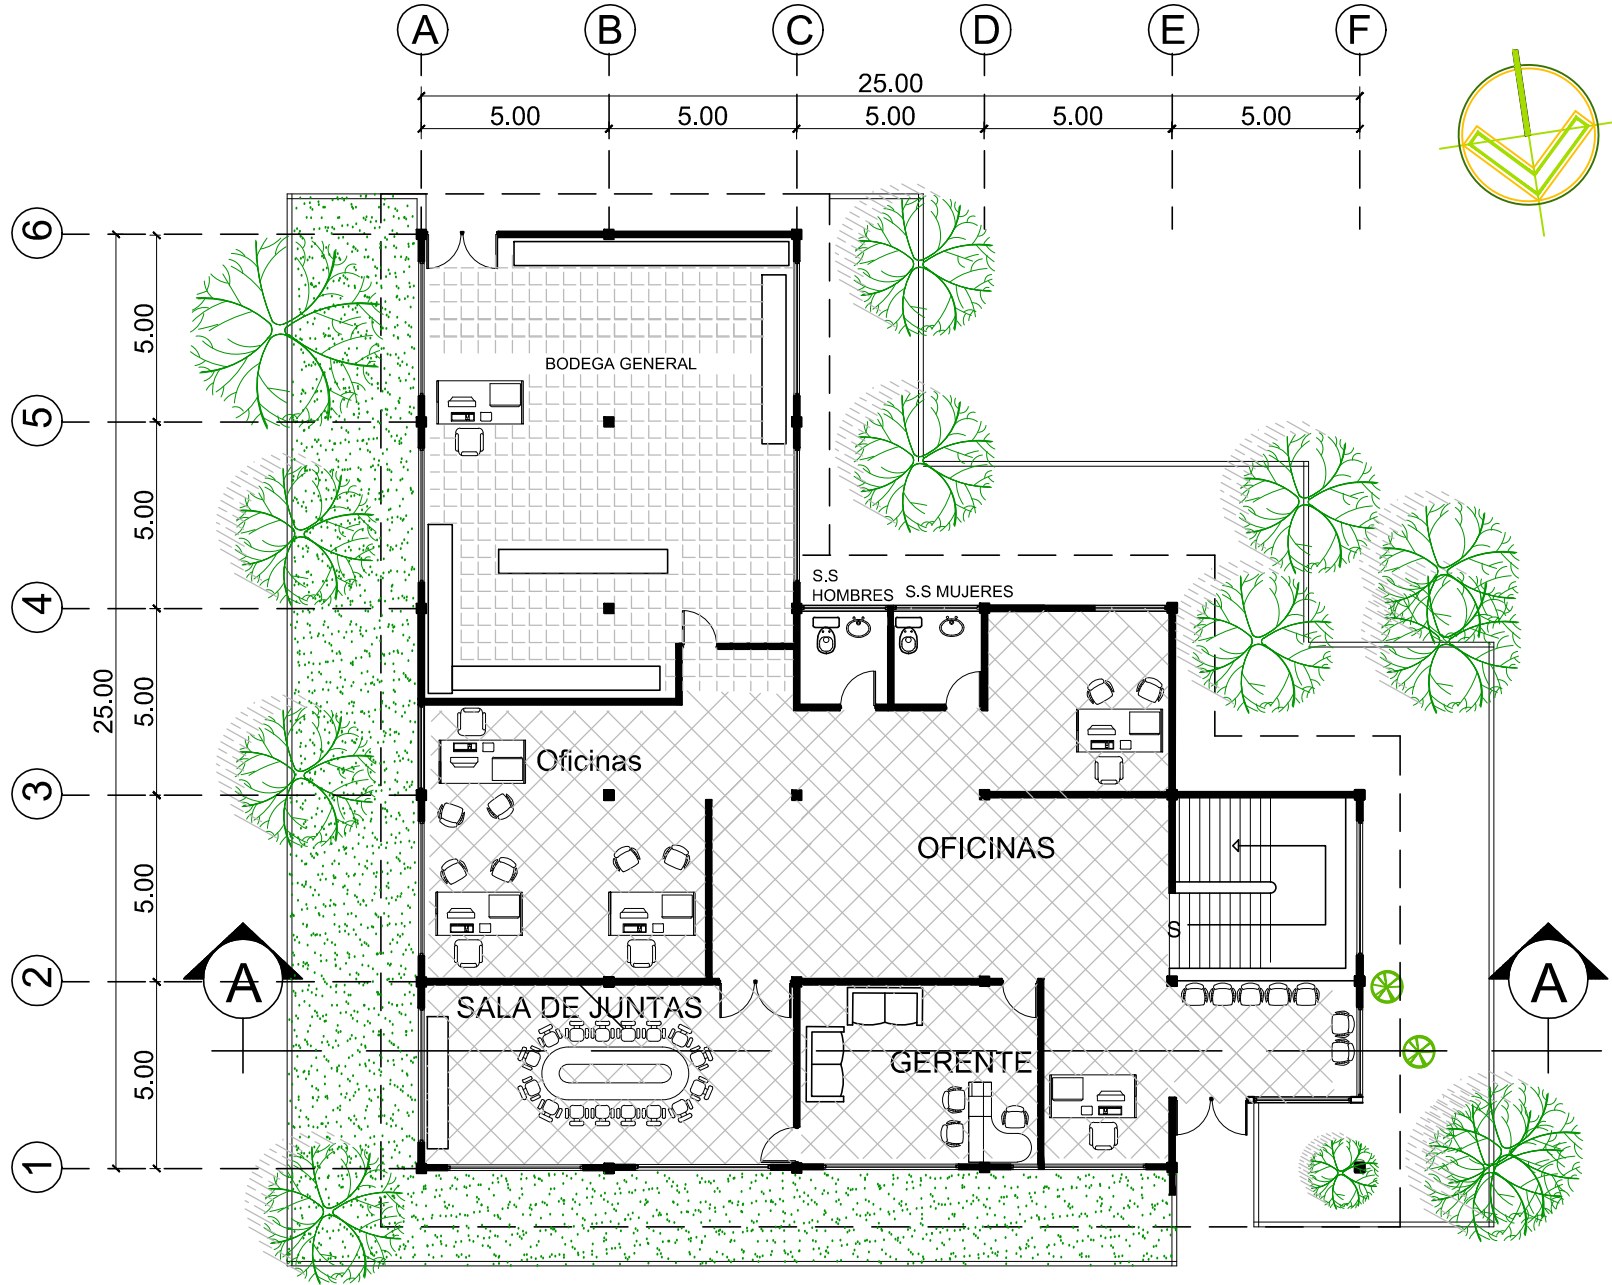 A B C D E F
25.00
5.00 5.00 5.00 5.00 5.00
6
5.00
BODEGA GENERAL
5
5.00
S.S
HOMBRES S.S MUJERES
4
25.00
5.00
Oficinas
3
OFICINAS
5.00
S
2
A
A
SALA DE JUNTAS
GERENTE
5.00
1